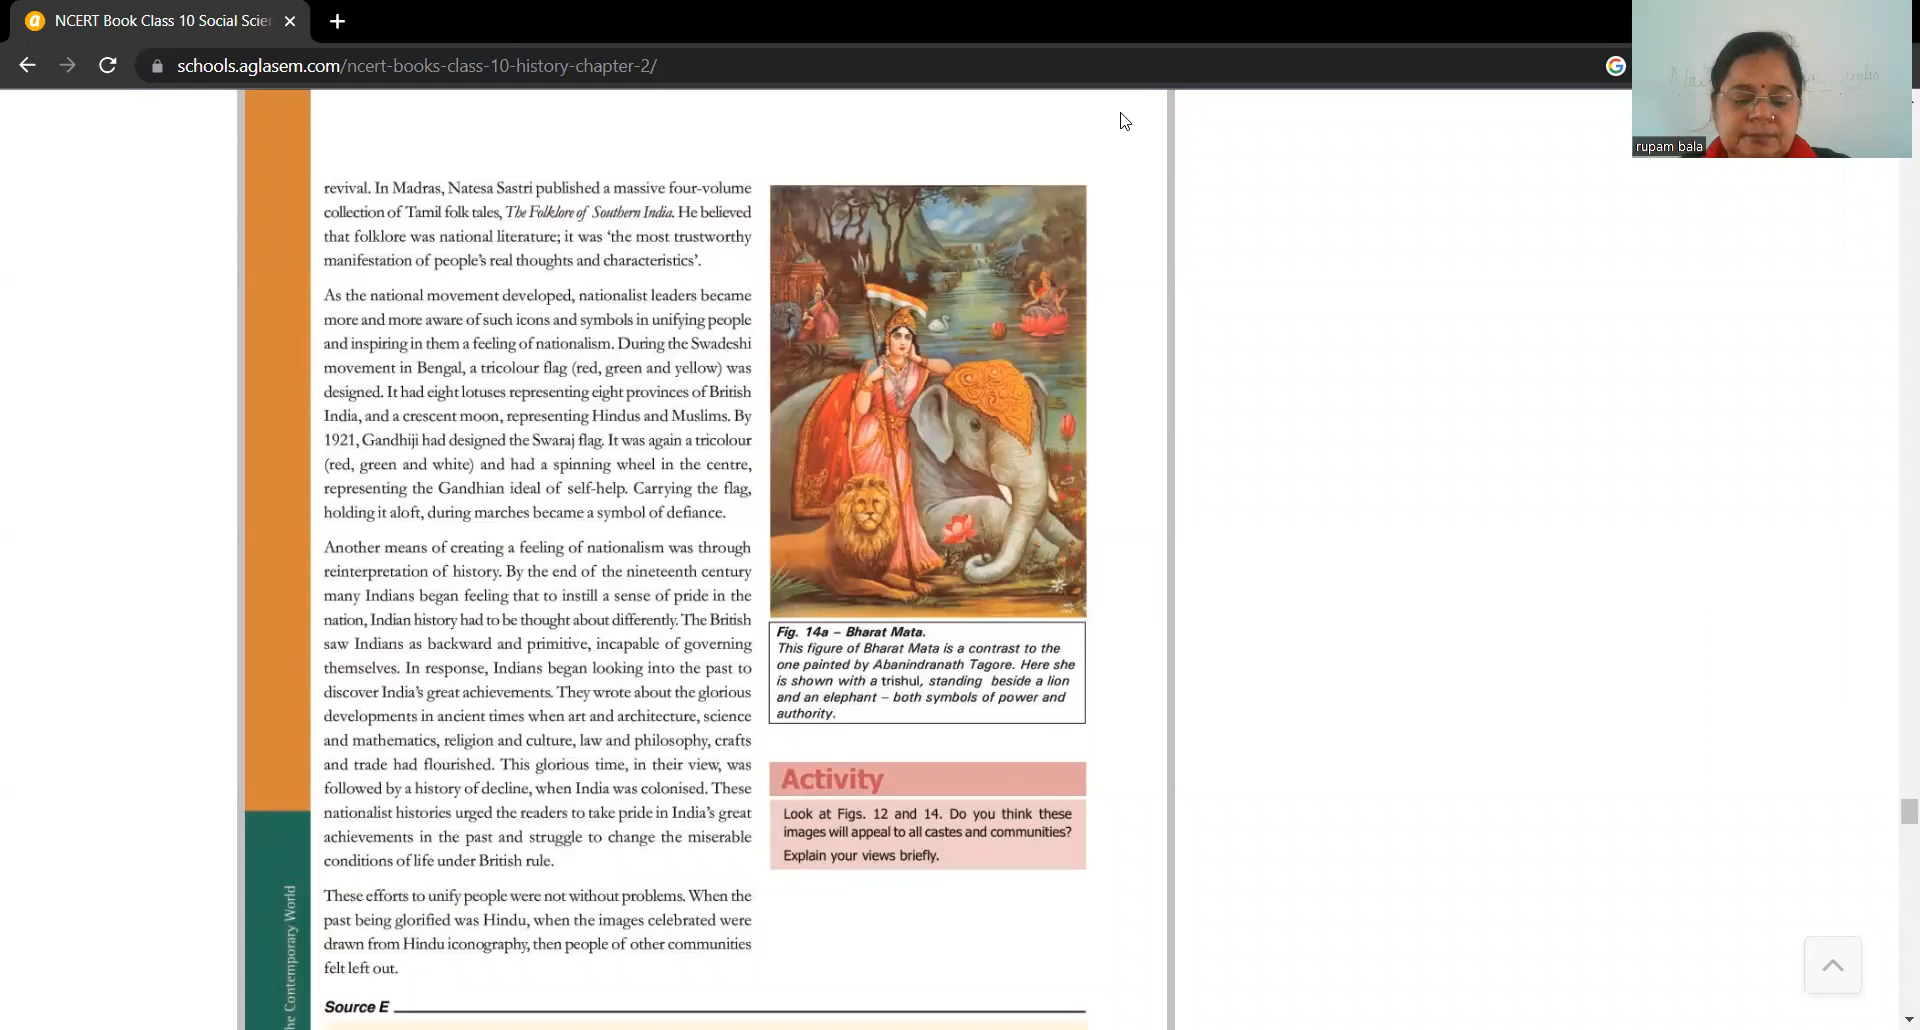 NCERT Book Class 10 Social Scien
schools.aglasem.com/ncert-books-class-10-history-chapter-2/
rupam bala
revival. In Madras, Natesa Sastri published a massive four-volume
collection of Tamil folk tales, The Folklore of Southern India. He believed
that folklore was national literature; it was ‘the most trustworthy
manifestation of people’s real thoughts and characteristics’.
As the national movement developed, nationalist leaders became
more and more aware of such icons and symbols in unifying people
and inspiring in them a feeling of nationalism. During the Swadeshi
movement in Bengal, a tricolour flag (red, green and yellow) was
designed. It had eight lotuses representing eight provinces of British
India, and a crescent moon, representing Hindus and Muslims. By
1921, Gandhiji had designed the Swaraj flag. It was again a tricolour
(red, green and white) and had a spinning wheel in the centre,
representing the Gandhian ideal of self-help. Carrying the flag,
holding it aloft, during marches became a symbol of defiance.
Another means of creating a feeling of nationalism was through
reinterpretation of history. By the end of the nineteenth century
many Indians began feeling that to instill a sense of pride in the
nation, Indian history had to be thought about differently. The British
saw Indians as backward and primitive, incapable of governing
themselves. In response, Indians began looking into the past to
discover India’s great achievements. They wrote about the glorious
developments in ancient times when art and architecture, science
and mathematics, religion and culture, law and philosophy, crafts
and trade had flourished. This glorious time, in their view, was
followed by a history of decline, when India was colonised. These
nationalist histories urged the readers to take pride in India’s great
achievements in the past and struggle to change the miserable
conditions of life under British rule.
These efforts to unify people were not without problems. When the
past being glorified was Hindu, when the images celebrated were
drawn from Hindu iconography, then people of other communities
felt left out.
Source E
Fig. 14a – Bharat Mata.
This figure of Bharat Mata is a contrast to the
one painted by Abanindranath Tagore. Here she
is shown with a trishul, standing beside a lion
and an elephant – both symbols of power and
authority.
Activity
Look at Figs. 12 and 14. Do you think these
images will appeal to all castes and communities?
Explain your views briefly.
he Contemporary World